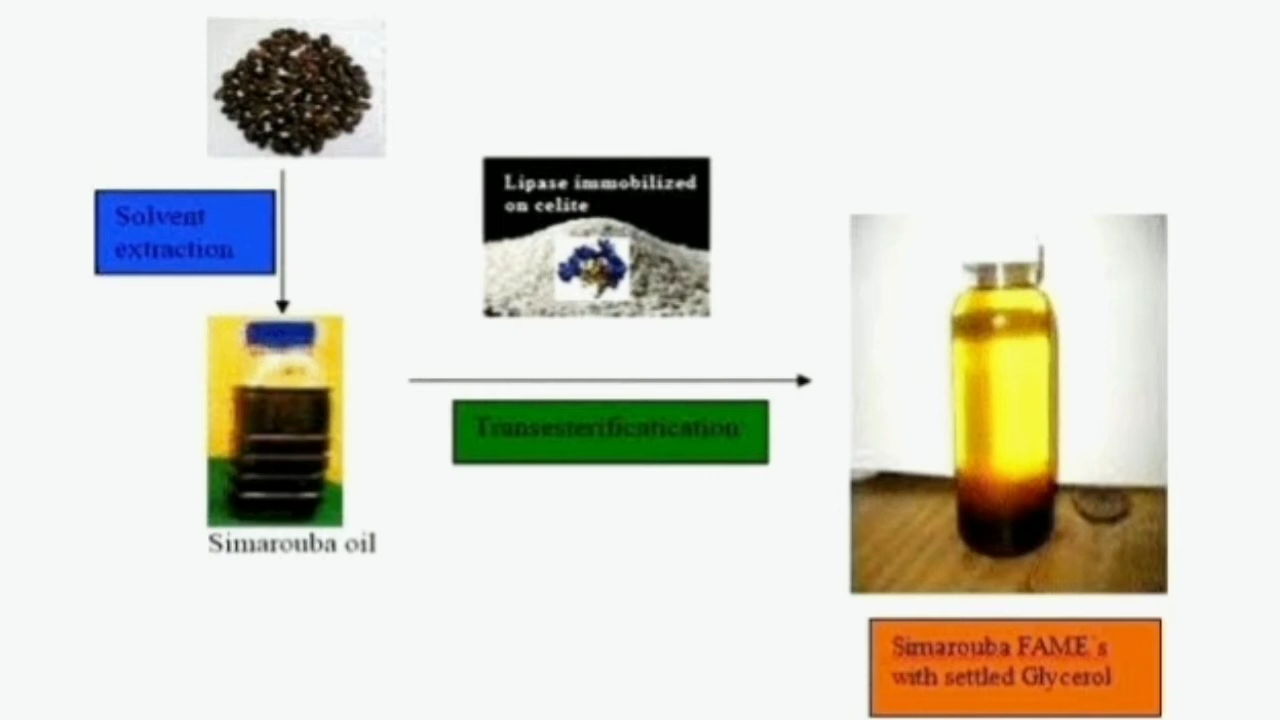 Solvent
extraction
Lipase immobilized
on celite
Transesterificatication
Simarouba oil
Simarouba FAME`s
with settled Glycerol